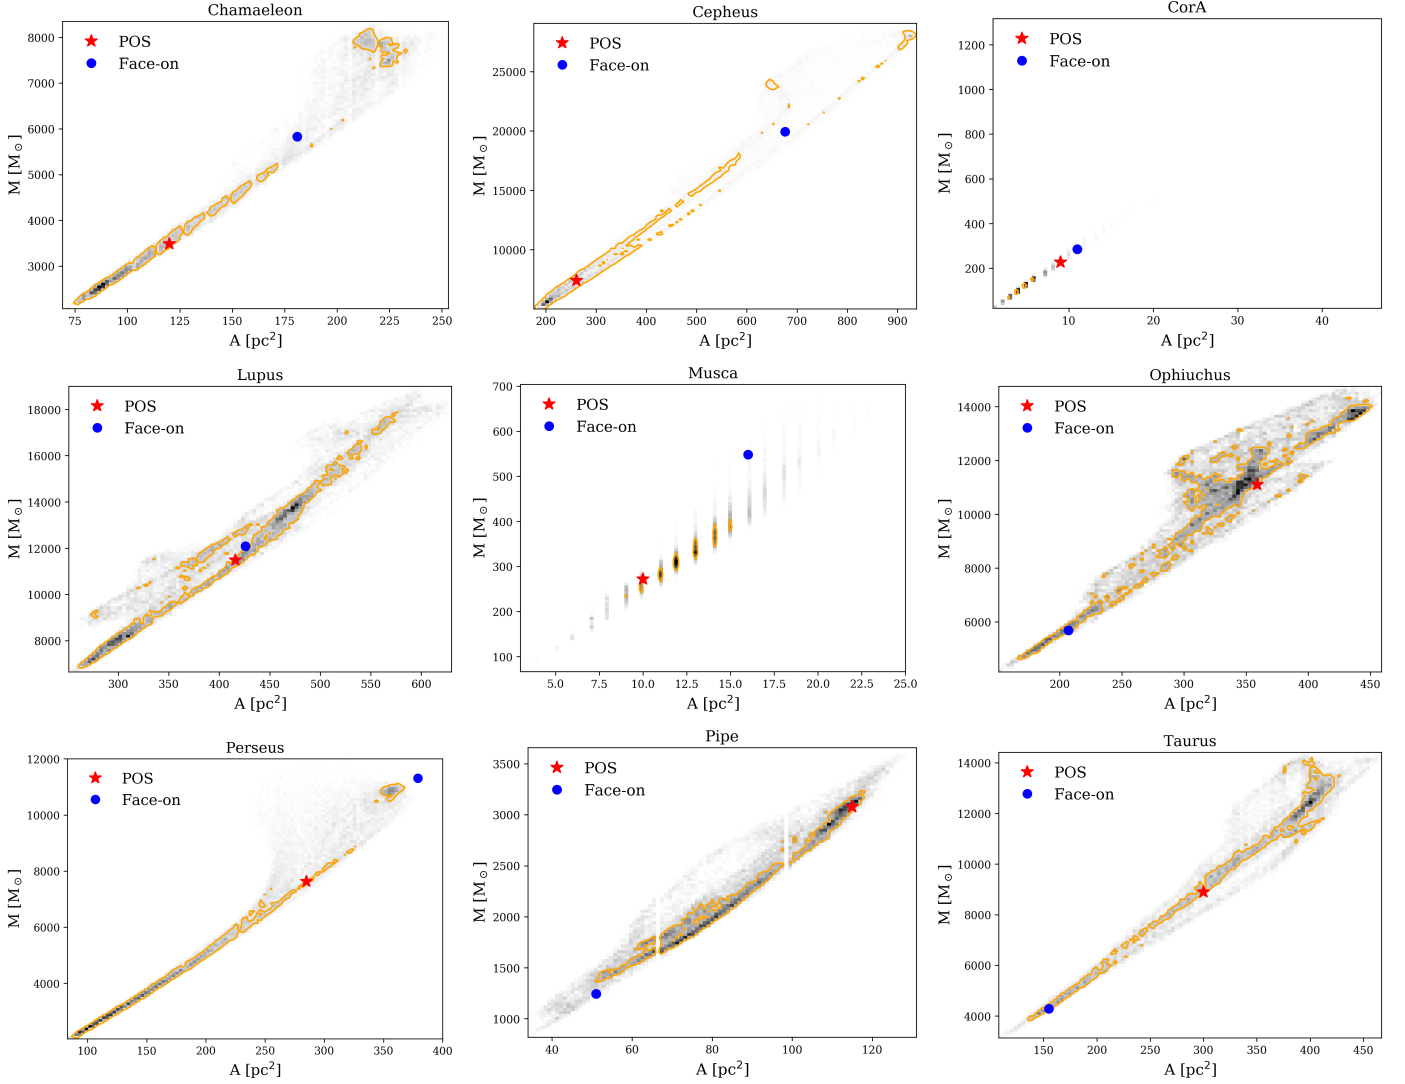 Chamaeleon
POS
Face-on
M [M⊙]
8000
7000
6000
5000
4000
3000
75 100 125 150 175 200 225 250
A [pc²]
Cepheus
POS
Face-on
M [M⊙]
25000
20000
15000
10000
200 300 400 500 600 700 800 900
A [pc²]
CorA
POS
Face-on
M [M⊙]
1200
1000
800
600
400
200
10 20 30 40
A [pc²]
Lupus
POS
Face-on
M [M⊙]
18000
16000
14000
12000
10000
8000
300 350 400 450 500 550 600
A [pc²]
Musca
POS
Face-on
M [M⊙]
700
600
500
400
300
200
100
5.0 7.5 10.0 12.5 15.0 17.5 20.0 22.5 25.0
A [pc²]
Ophiuchus
POS
Face-on
M [M⊙]
14000
12000
10000
8000
6000
200 250 300 350 400 450
A [pc²]
Perseus
POS
Face-on
M [M⊙]
12000
10000
8000
6000
4000
100 150 200 250 300 350 400
A [pc²]
Pipe
POS
Face-on
M [M⊙]
3500
3000
2500
2000
1500
1000
40 60 80 100 120
A [pc²]
Taurus
POS
Face-on
M [M⊙]
14000
12000
10000
8000
6000
4000
150 200 250 300 350 400 450
A [pc²]